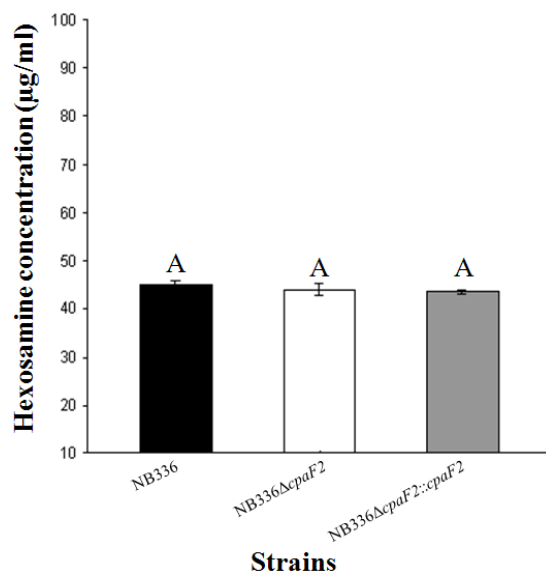 Hexosamine concentration (µg/ml)
100
90
80
70
60
50
40
30
20
10
A
A
A
NB336
NB336ΔcpaF2
NB336ΔcpaF2::cpaF2
Strains